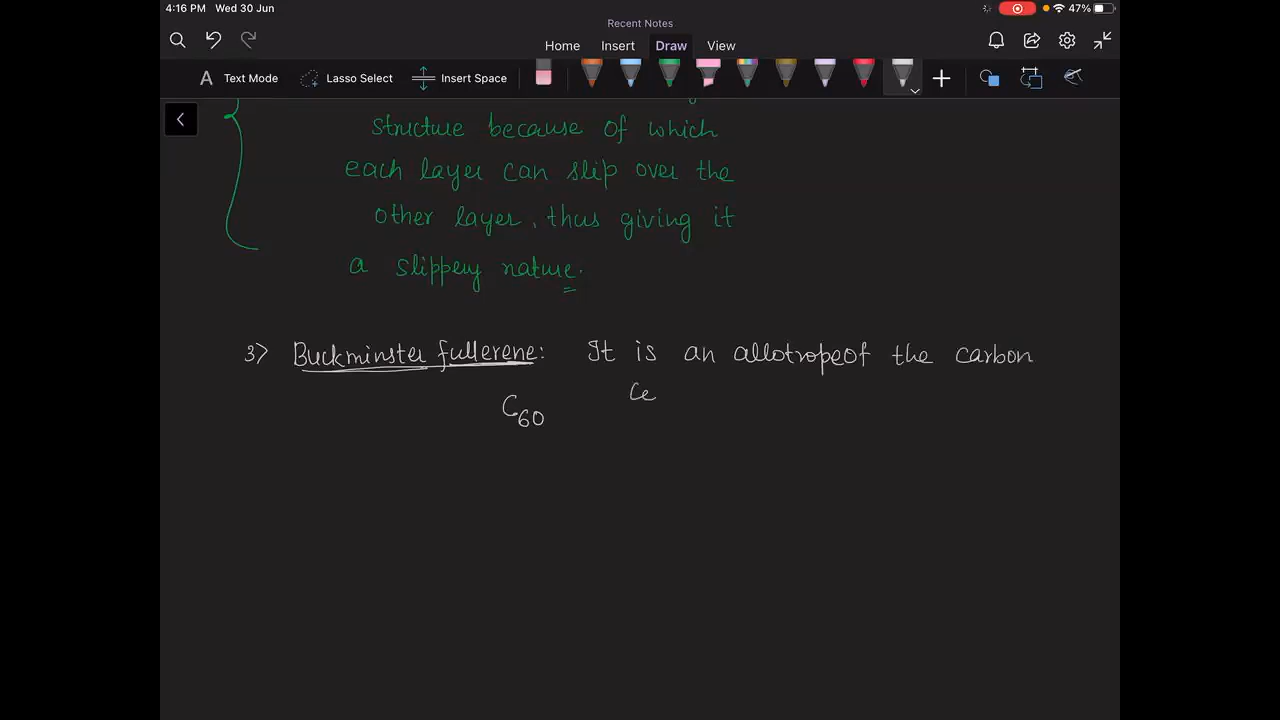 4:16 PM Wed 30 Jun
47%
Recent Notes
Home Insert Draw View
A Text Mode Lasso Select Insert Space
structure because of which
each layer can slip over the
other layer, thus giving it
a slippery nature.
3) Buckminster fullerene: It is an allotropeof the carbon
C60 Ce